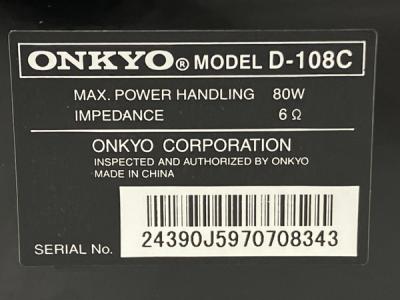 ONKYO® MODEL D-108C
MAX. POWER HANDLING 80W
IMPEDANCE 6 Ω
ONKYO CORPORATION
INSPECTED AND AUTHORIZED BY ONKYO
MADE IN CHINA
SERIAL No. 24390J5970708343